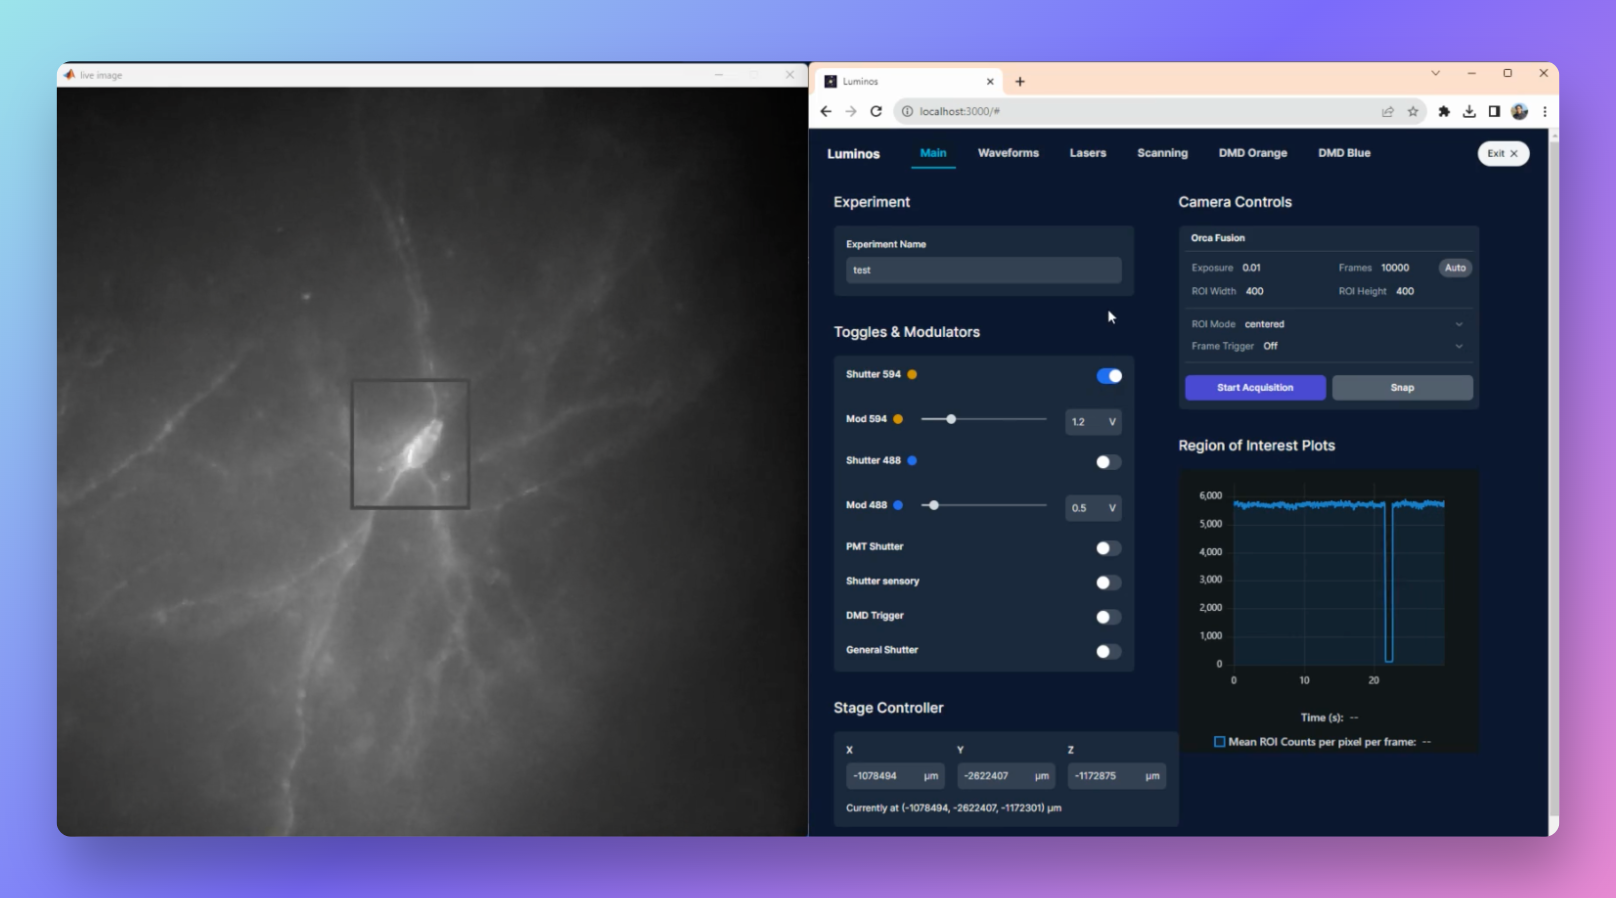 live image
Luminos
localhost:3000/#
Luminos Main Waveforms Lasers Scanning DMD Orange DMD Blue Exit
Experiment
Experiment Name
test
Toggles & Modulators
Shutter 594
Mod 594 1.2 V
Shutter 488
Mod 488 0.5 V
PMT Shutter
Shutter sensory
DMD Trigger
General Shutter
Stage Controller
X Y Z
-1078494 μm -2622407 μm -1172875 μm
Currently at (-1078494, -2622407, -1172301) μm
Camera Controls
Orca Fusion
Exposure 0.01 Frames 10000 Auto
ROI Width 400 ROI Height 400
ROI Mode centered
Frame Trigger Off
Start Acquisition Snap
Region of Interest Plots
6,000
5,000
4,000
3,000
2,000
1,000
0
0 10 20
Time (s): --
Mean ROI Counts per pixel per frame: --